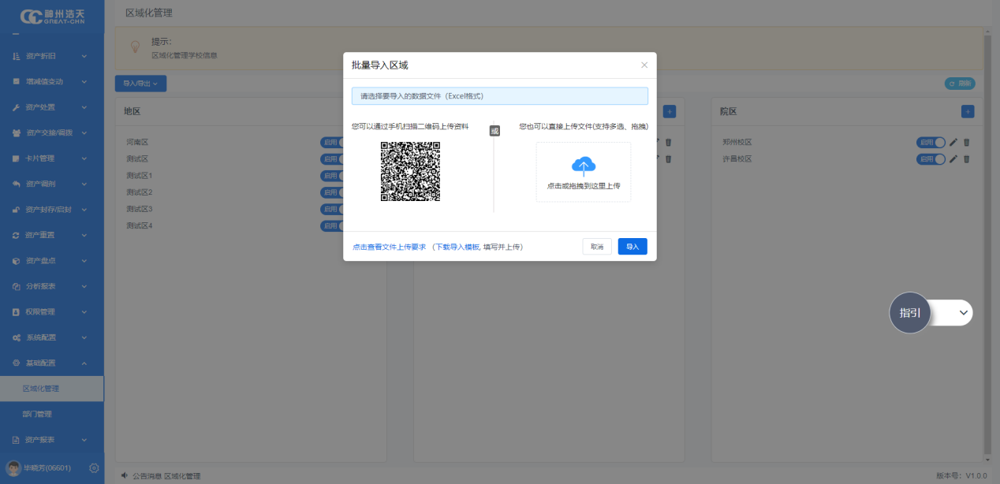 神州浩天
GREAT-CHN
资产折旧
增减值变动
资产处置
资产交接/调拨
卡片管理
资产调剂
资产封存/启封
资产重置
资产盘点
分析报表
权限管理
系统配置
基础配置
区域化管理
部门管理
资产报表
毕晓芳(06601)
区域化管理
提示:
区域化管理学校信息
导入/导出
刷新
地区
河南区 启用
测试区 启用
测试区1 启用
测试区2 启用
测试区3 启用
测试区4 启用
院区
郑州校区 启用
许昌校区 启用
批量导入区域
请选择要导入的数据文件（Excel格式）
您可以通过手机扫描二维码上传资料
或
您也可以直接上传文件(支持多选、拖拽)
点击或拖拽到这里上传
点击查看文件上传要求 （下载导入模板, 填写并上传）
取消
导入
指引
公告消息 区域化管理
版本号：V1.0.0